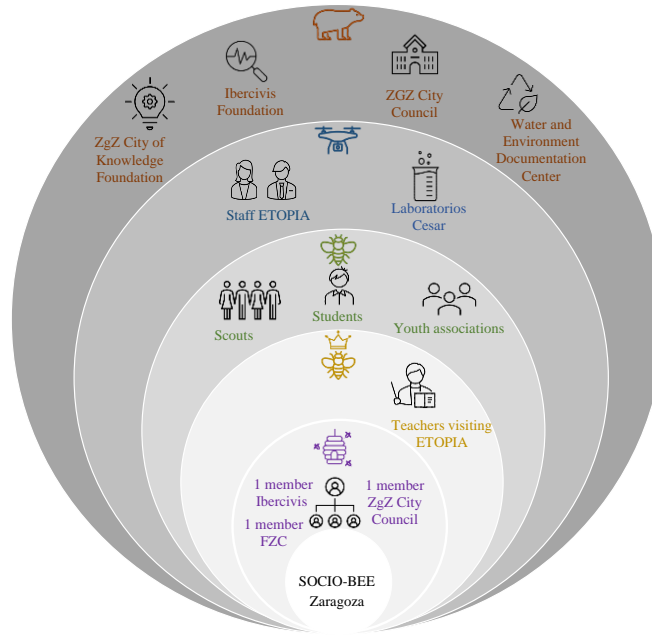 Ibercivis
Foundation
ZGZ City
Council
ZgZ City of
Knowledge
Foundation
Water and
Environment
Documentation
Center
Staff ETOPIA
Laboratorios
Cesar
Scouts
Students
Youth associations
Teachers visiting
ETOPIA
1 member
Ibercivis
1 member
ZgZ City
Council
1 member
FZC
SOCIO-BEE
Zaragoza